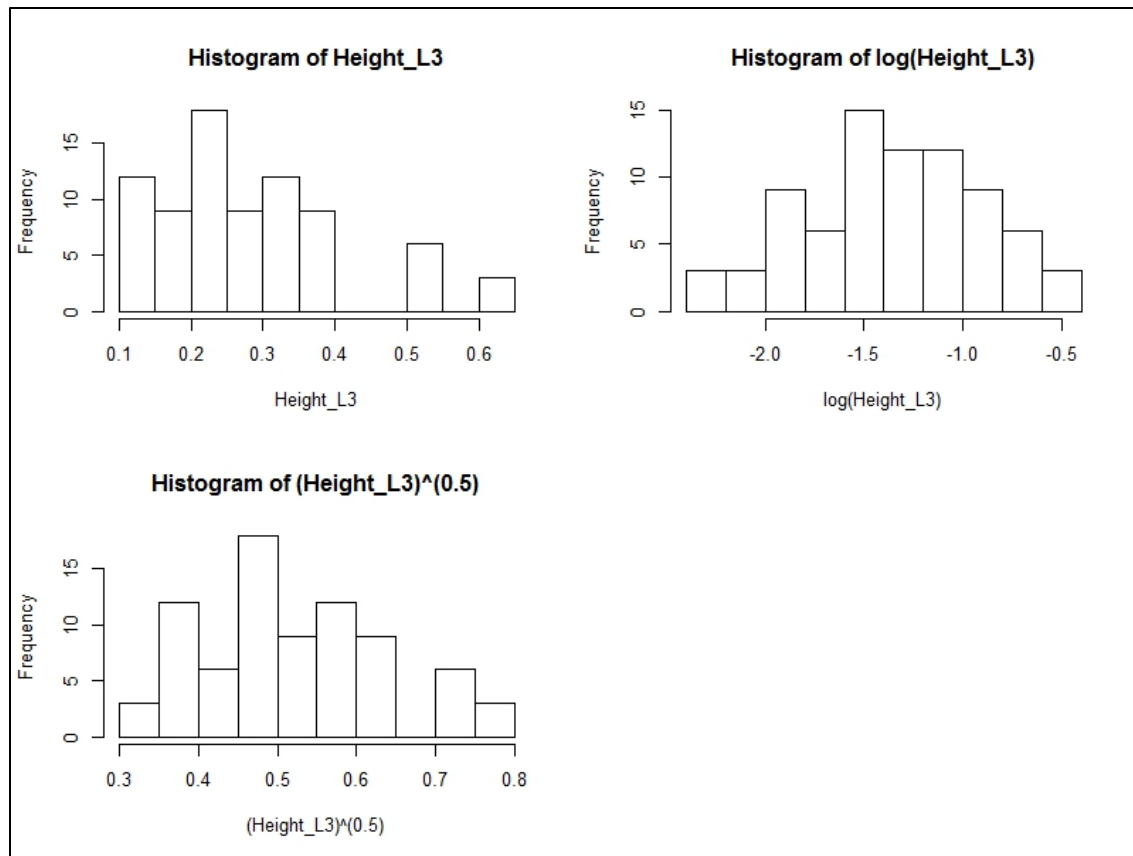 Histogram of Height_L3
Frequency
15
10
5
0
0.1 0.2 0.3 0.4 0.5 0.6
Height_L3
Histogram of log(Height_L3)
Frequency
15
10
5
0
-2.0 -1.5 -1.0 -0.5
log(Height_L3)
Histogram of (Height_L3)^(0.5)
Frequency
15
10
5
0
0.3 0.4 0.5 0.6 0.7 0.8
(Height_L3)^(0.5)